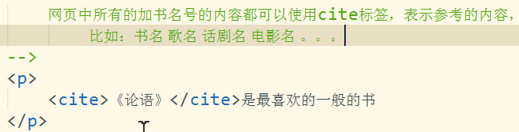 网页中所有的加书名号的内容都可以使用cite标签，表示参考的内容，
比如：书名 歌名 话剧名 电影名 。。。
-->
<p>
<cite>《论语》</cite>是最喜欢的一般的书
</p>